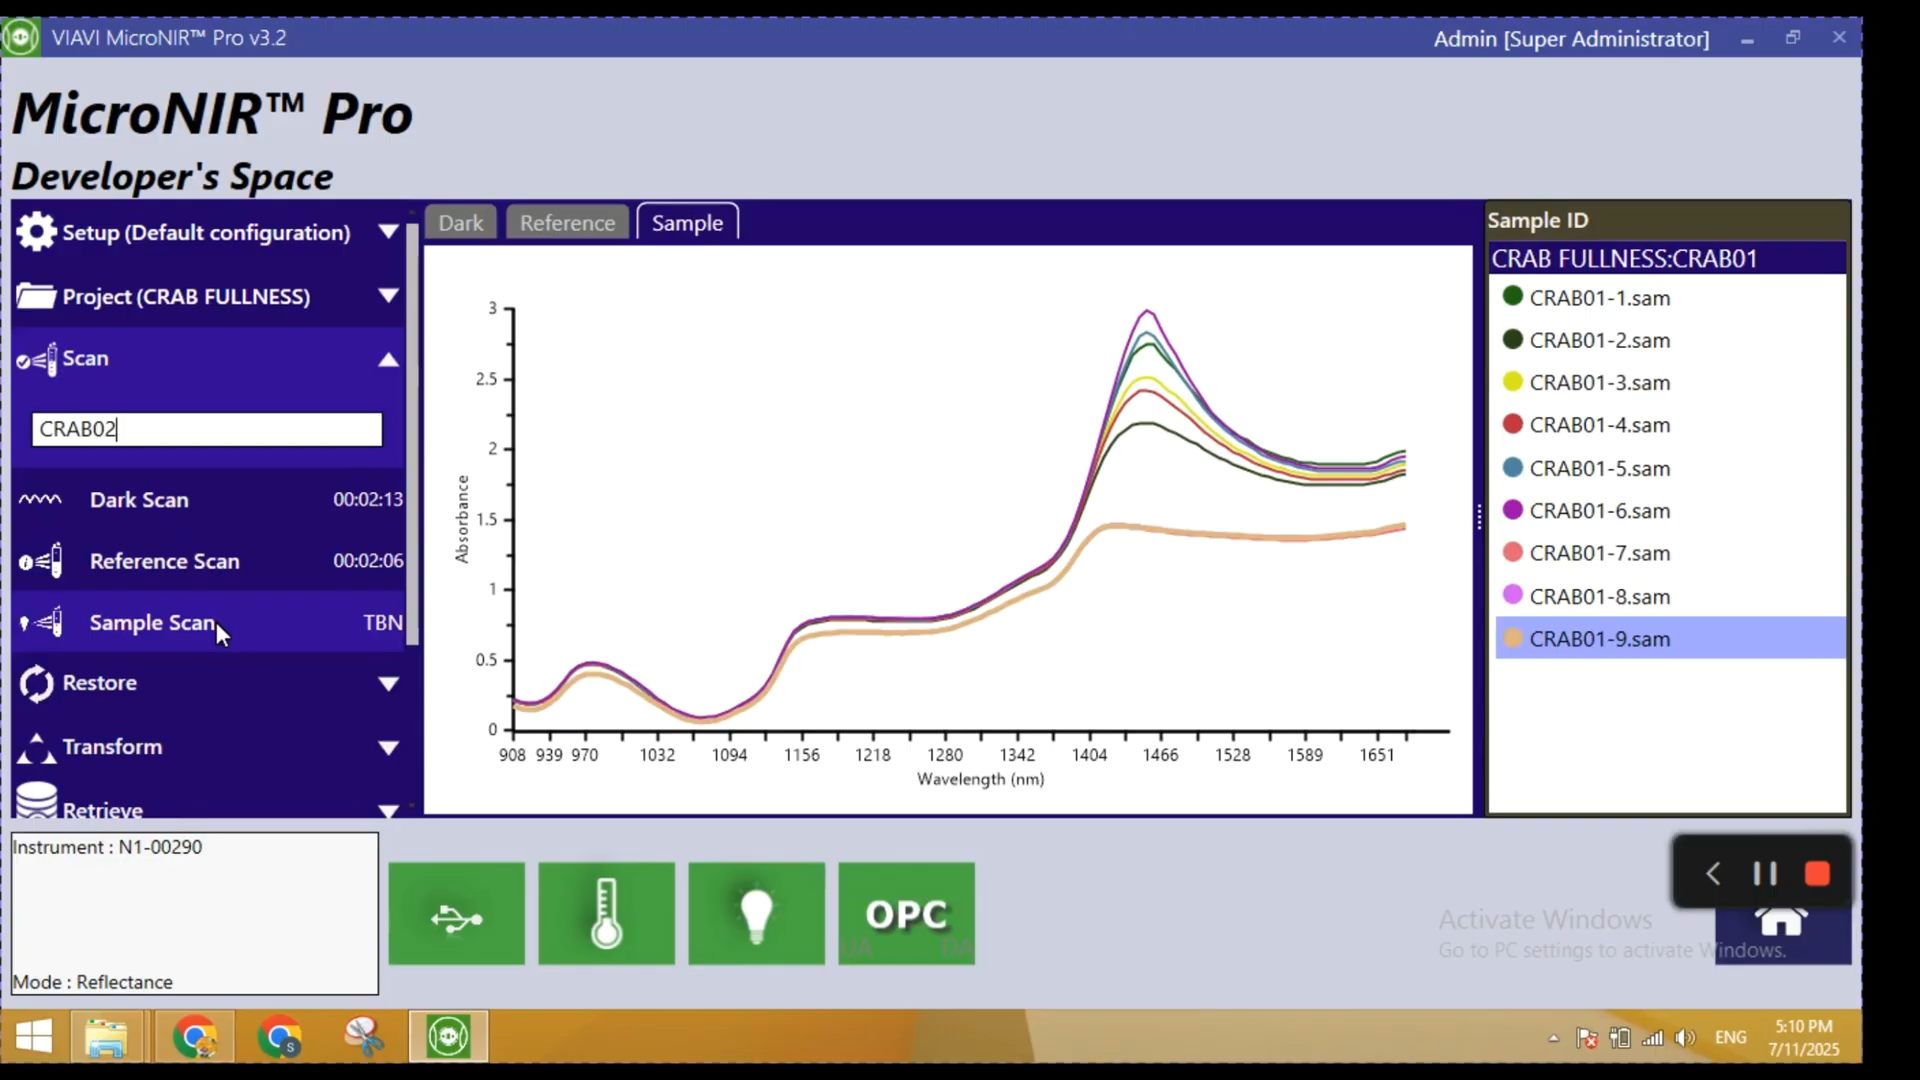 VIAVI MicroNIR™ Pro v3.2
Admin [Super Administrator]
MicroNIR™ Pro
Developer's Space
Setup (Default configuration)
Project (CRAB FULLNESS)
Scan
CRAB02
Dark Scan 00:02:13
Reference Scan 00:02:06
Sample Scan TBN
Restore
Transform
Retrieve
Dark
Reference
Sample
3
2.5
2
1.5
1
0.5
0
Absorbance
908 939 970 1032 1094 1156 1218 1280 1342 1404 1466 1528 1589 1651
Wavelength (nm)
Sample ID
CRAB FULLNESS:CRAB01
CRAB01-1.sam
CRAB01-2.sam
CRAB01-3.sam
CRAB01-4.sam
CRAB01-5.sam
CRAB01-6.sam
CRAB01-7.sam
CRAB01-8.sam
CRAB01-9.sam
Instrument : N1-00290
Mode : Reflectance
OPC
UA DA
Activate Windows
Go to PC settings to activate Windows.
S
ENG
5:10 PM
7/11/2025